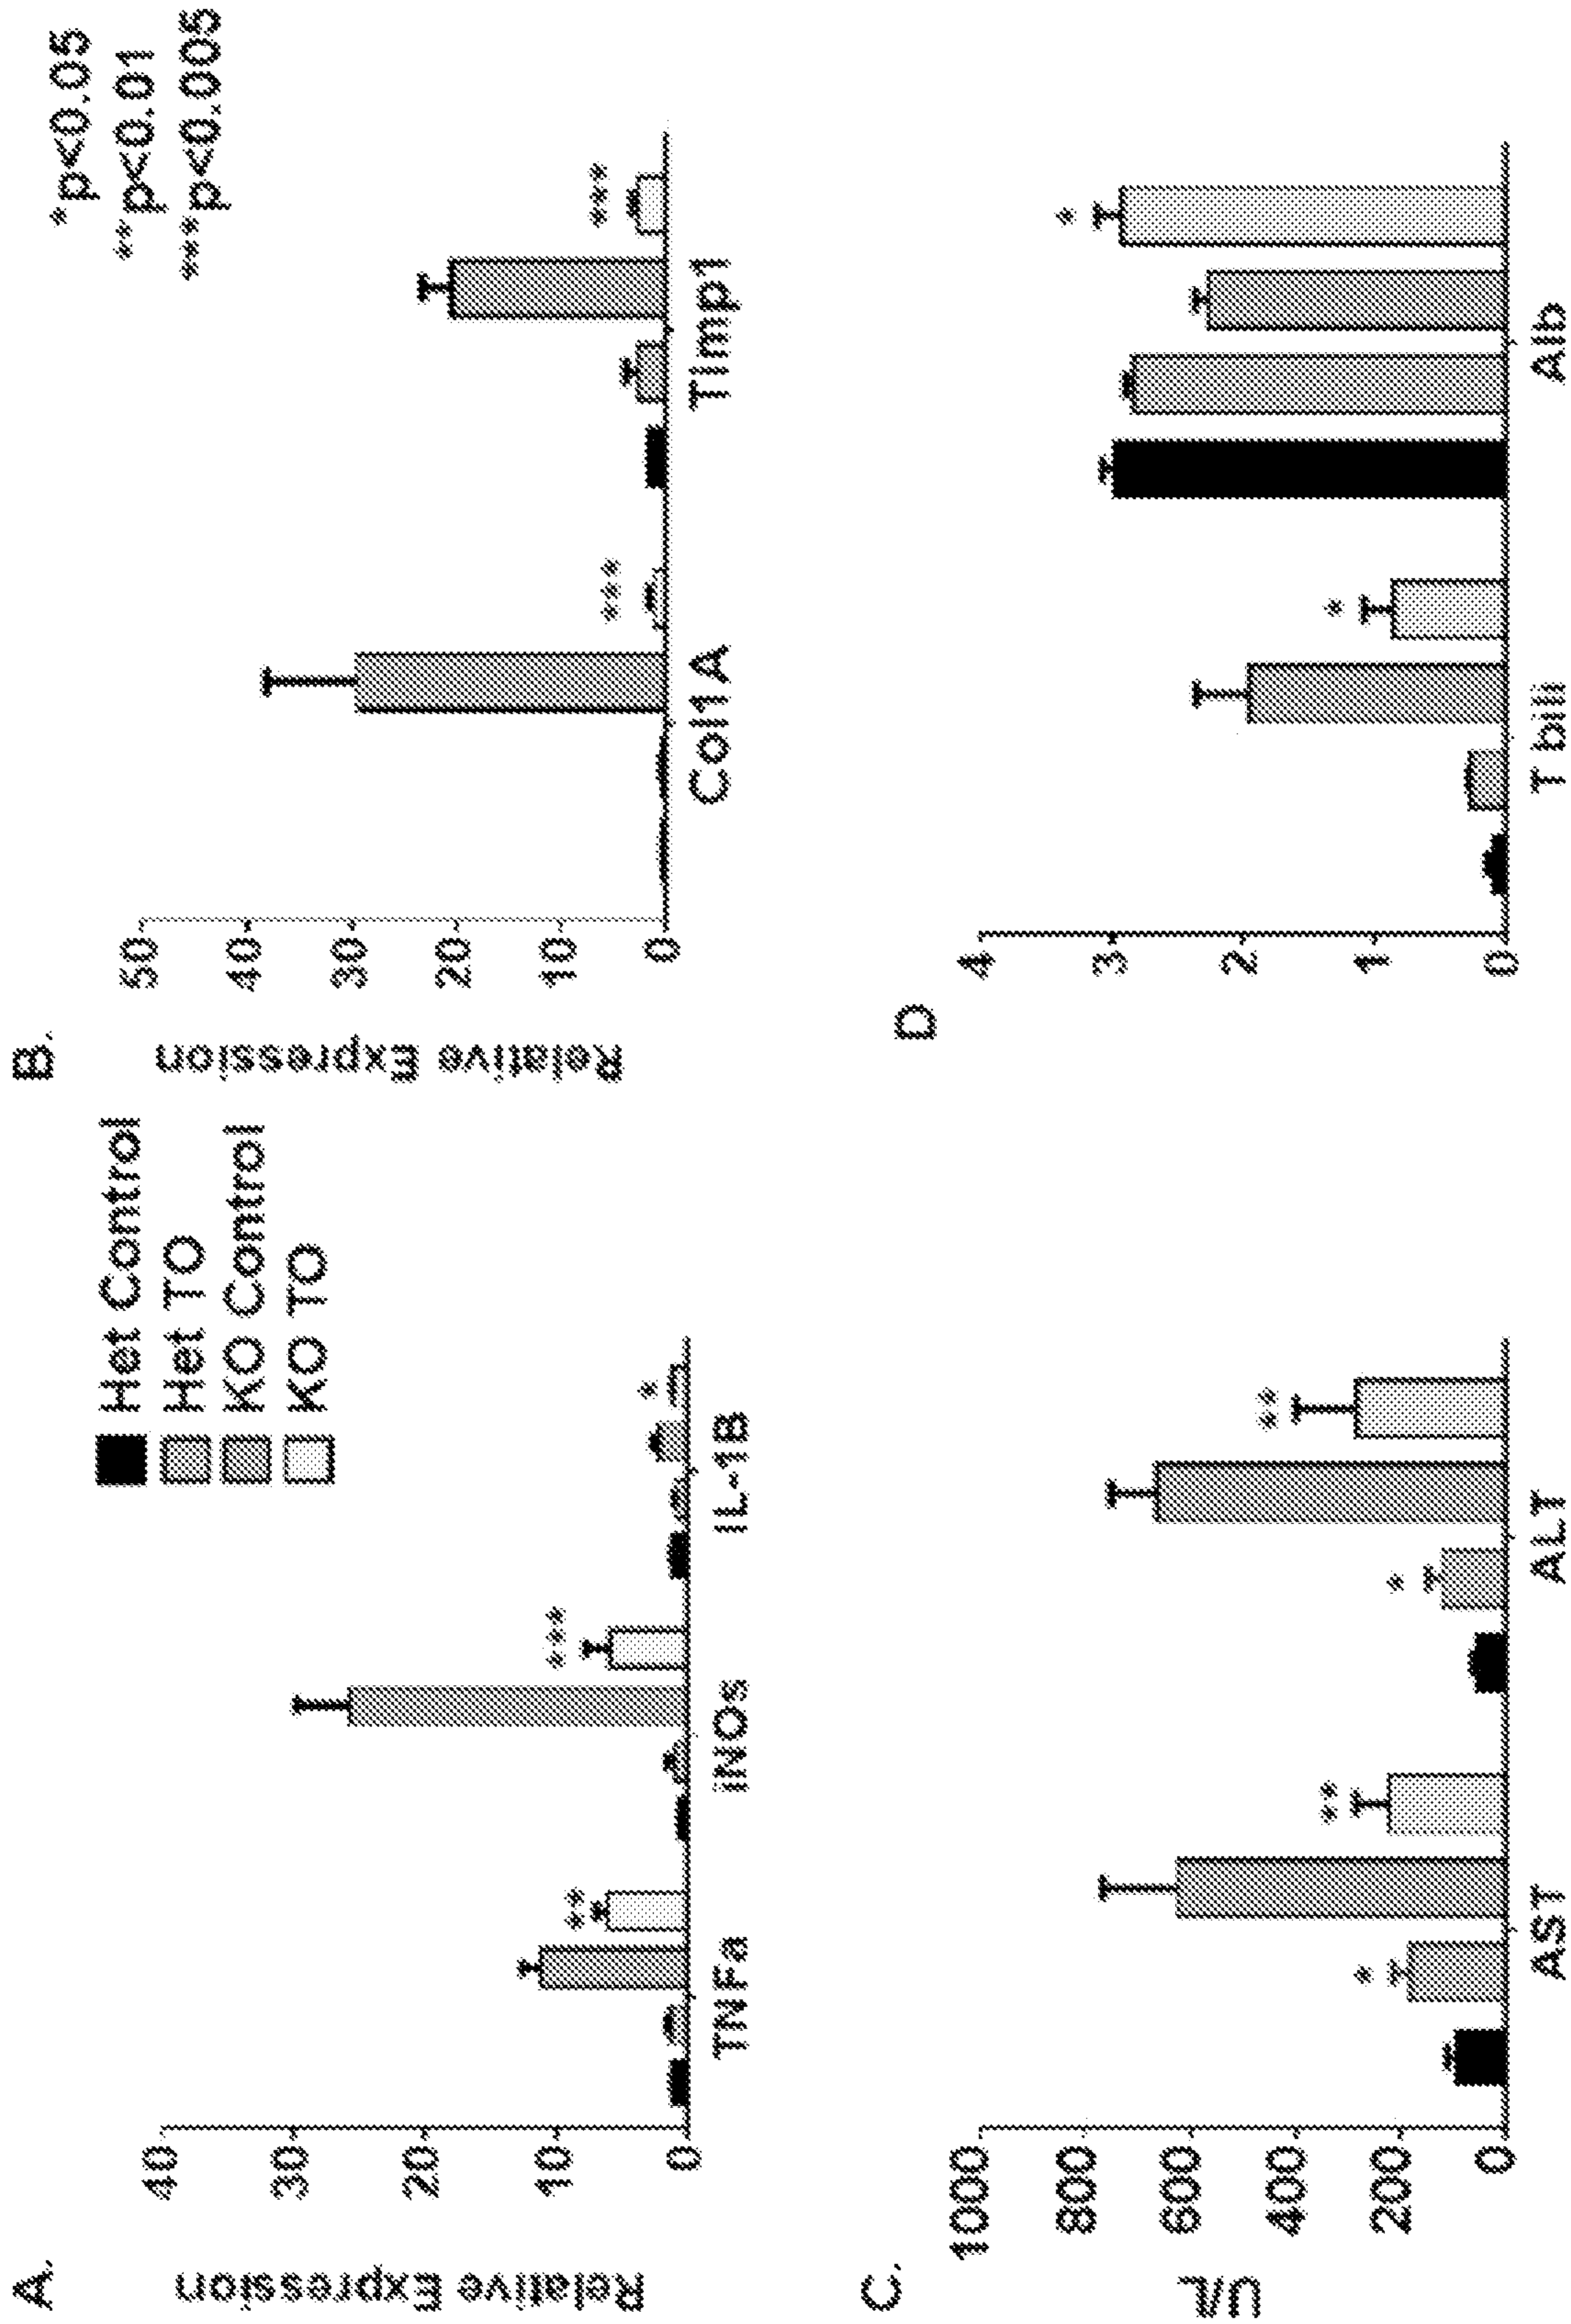 A.
Relative Expression
40
30
20
10
0
TNFa
iNOs
IL-1B
Het Control
Het TO
KO Control
KO TO
B.
Relative Expression
50
40
30
20
10
0
Col1A
Timp1
*p<0.05
**p<0.01
***p<0.005
**
***
*
***
***
C.
U/L
1000
800
600
400
200
0
AST
ALT
*
**
*
**
D
4
3
2
1
0
T bili
Alb
*
*